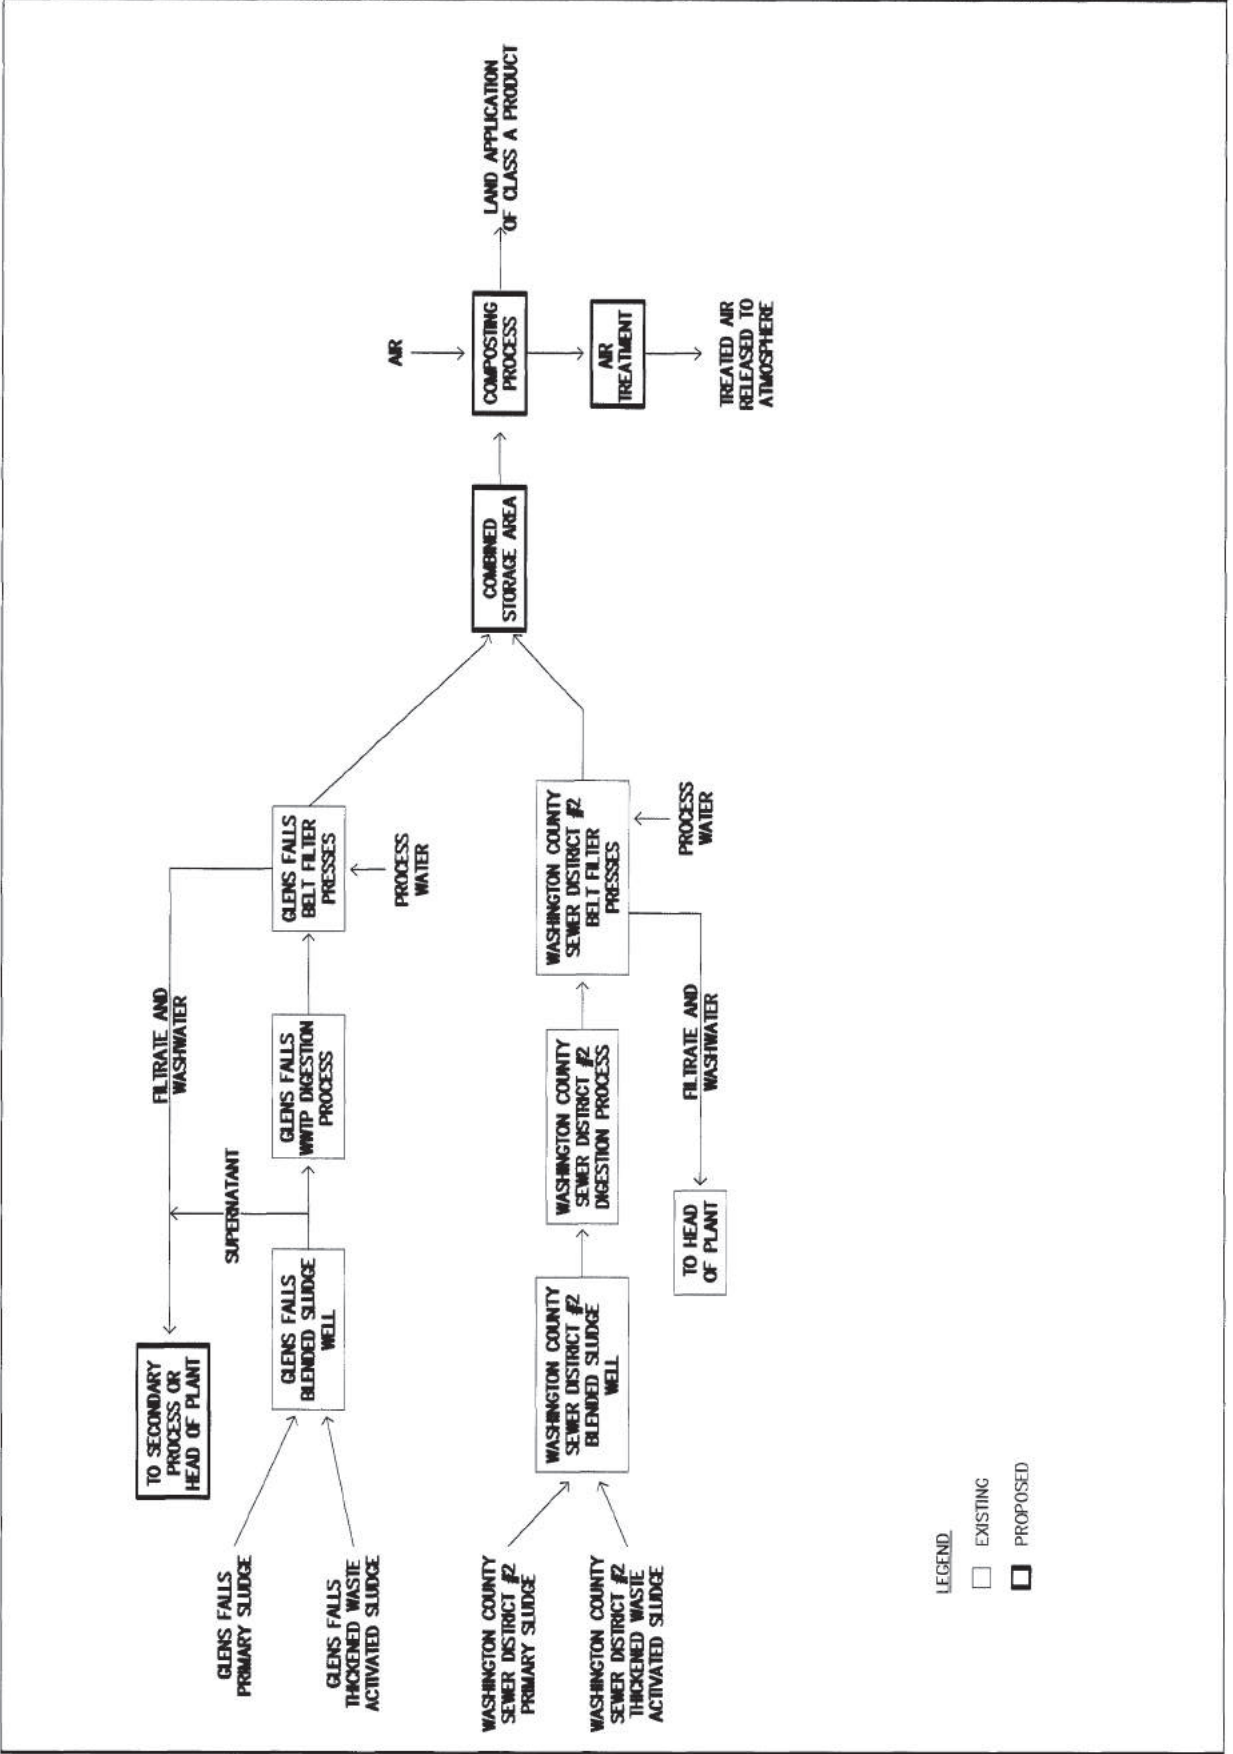 TO SECONDARY
PROCESS OR
HEAD OF PLANT
FILTRATE AND
WASHWATER
SUPERNATANT
GLENS FALLS
PRIMARY SLUDGE
GLENS FALLS
THICKENED WASTE
ACTIVATED SLUDGE
GLENS FALLS
BLENDED SLUDGE
WELL
GLENS FALLS
WWTP DIGESTION
PROCESS
GLENS FALLS
BELT FILTER
PRESSES
PROCESS
WATER
WASHINGTON COUNTY
SEWER DISTRICT #2
PRIMARY SLUDGE
WASHINGTON COUNTY
SEWER DISTRICT #2
THICKENED WASTE
ACTIVATED SLUDGE
WASHINGTON COUNTY
SEWER DISTRICT #2
BLENDED SLUDGE
WELL
WASHINGTON COUNTY
SEWER DISTRICT #2
DIGESTION PROCESS
WASHINGTON COUNTY
SEWER DISTRICT #2
BELT FILTER
PRESSES
PROCESS
WATER
FILTRATE AND
WASHWATER
TO HEAD
OF PLANT
COMBINED
STORAGE AREA
AIR
COMPOSTING
PROCESS
LAND APPLICATION
OF CLASS A PRODUCT
AIR
TREATMENT
TREATED AIR
RELEASED TO
ATMOSPHERE
LEGEND
EXISTING
PROPOSED